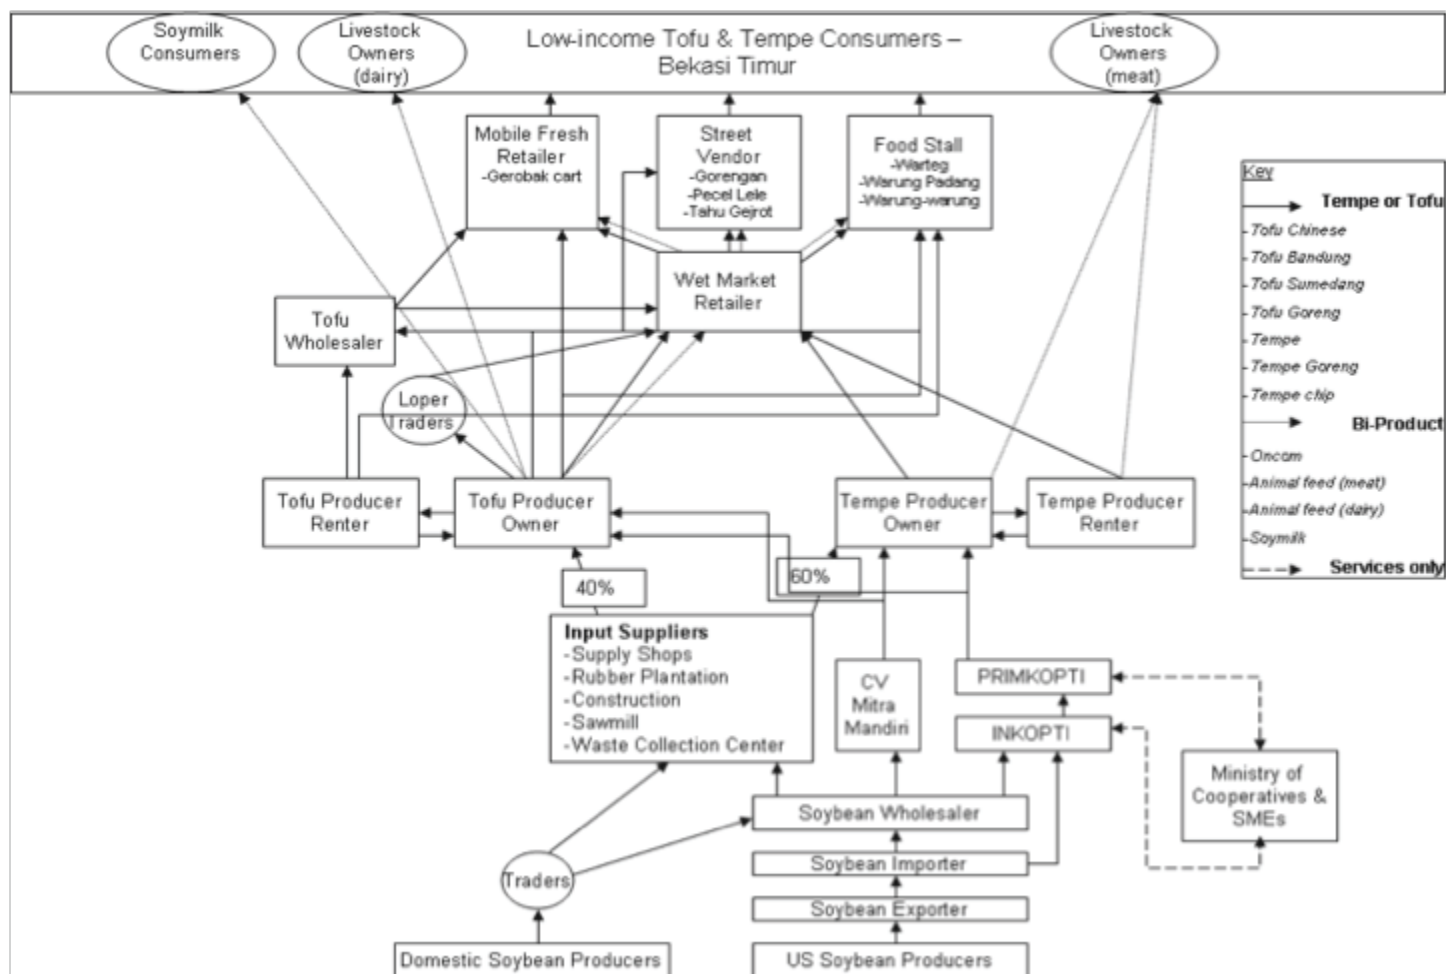 Soymilk
Consumers
Livestock
Owners
(dairy)
Low-income Tofu & Tempe Consumers –
Bekasi Timur
Livestock
Owners
(meat)
Mobile Fresh
Retailer
-Gerobak cart
Street
Vendor
-Gorengan
-Pecel Lele
-Tahu Gejrot
Food Stall
-Warteg
-Warung Padang
-Warung-warung
Key
Tempe or Tofu
-Tofu Chinese
-Tofu Bandung
-Tofu Sumedang
-Tofu Goreng
-Tempe
-Tempe Goreng
-Tempe chip
Bi-Product
-Oncom
-Animal feed (meat)
-Animal feed (dairy)
-Soymilk
Services only
Wet Market
Retailer
Tofu
Wholesaler
Loper
Traders
Tofu Producer
Renter
Tofu Producer
Owner
Tempe Producer
Owner
Tempe Producer
Renter
40%
60%
Input Suppliers
-Supply Shops
-Rubber Plantation
-Construction
-Sawmill
-Waste Collection Center
CV
Mitra
Mandiri
PRIMKOPTI
INKOPTI
Ministry of
Cooperatives &
SMEs
Soybean Wholesaler
Soybean Importer
Traders
Soybean Exporter
Domestic Soybean Producers
US Soybean Producers